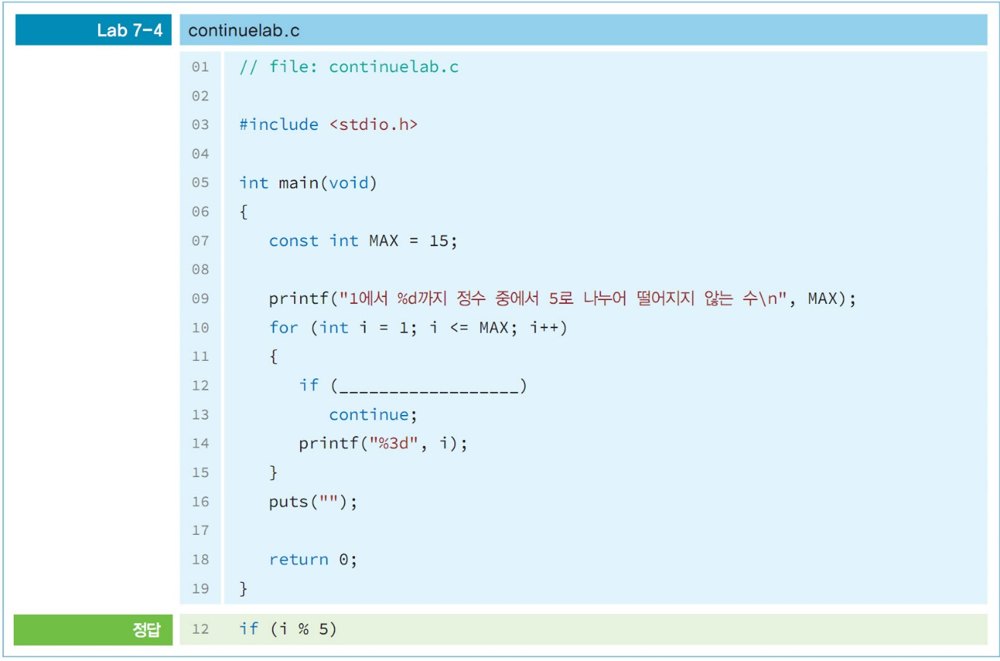 Lab 7-4 continuelab.c
01 // file: continuelab.c
02
03 #include <stdio.h>
04
05 int main(void)
06 {
07 const int MAX = 15;
08
09 printf("1에서 %d까지 정수 중에서 5로 나누어 떨어지지 않는 수\n", MAX);
10 for (int i = 1; i <= MAX; i++)
11 {
12 if (__________________)
13 continue;
14 printf("%3d", i);
15 }
16 puts("");
17
18 return 0;
19 }
정답 12 if (i % 5)